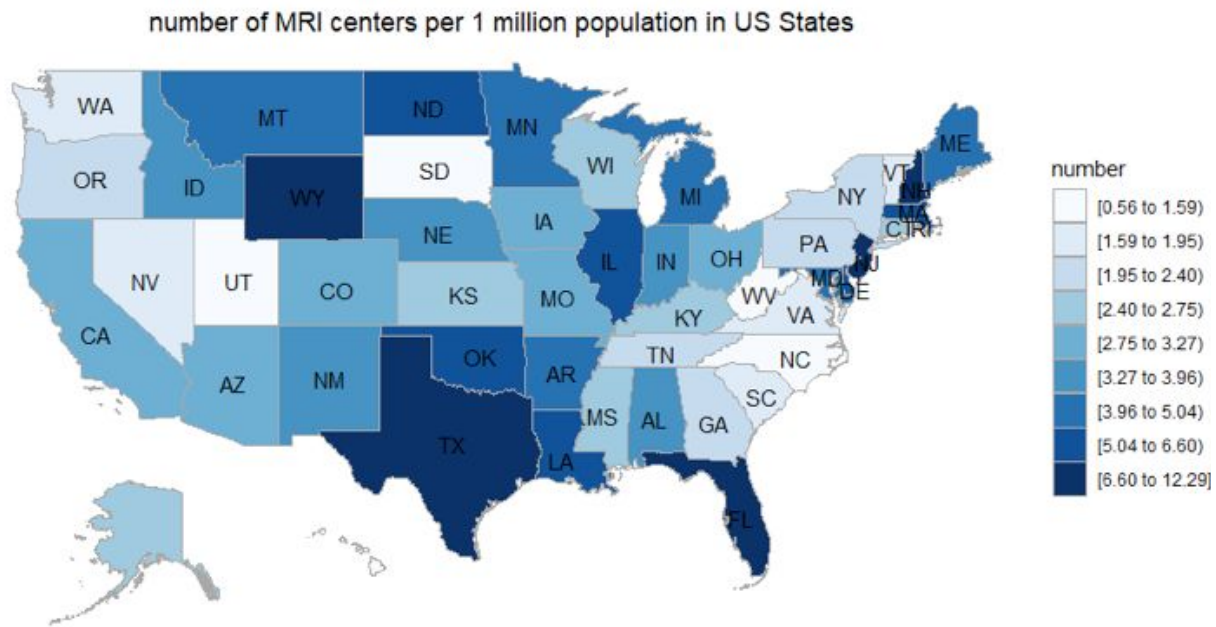 number of MRI centers per 1 million population in US States
WA
MT
ND
MN
ME
OR
ID
WY
SD
WI
MI
NY
VT
NH
MA
CT
RI
NV
UT
CO
NE
IA
IL
IN
OH
PA
NJ
MD
DE
CA
KS
MO
KY
WV
VA
AZ
NM
OK
AR
TN
NC
TX
LA
MS
AL
GA
SC
FL
number
[0.56 to 1.59)
[1.59 to 1.95)
[1.95 to 2.40)
[2.40 to 2.75)
[2.75 to 3.27)
[3.27 to 3.96)
[3.96 to 5.04)
[5.04 to 6.60)
[6.60 to 12.29]